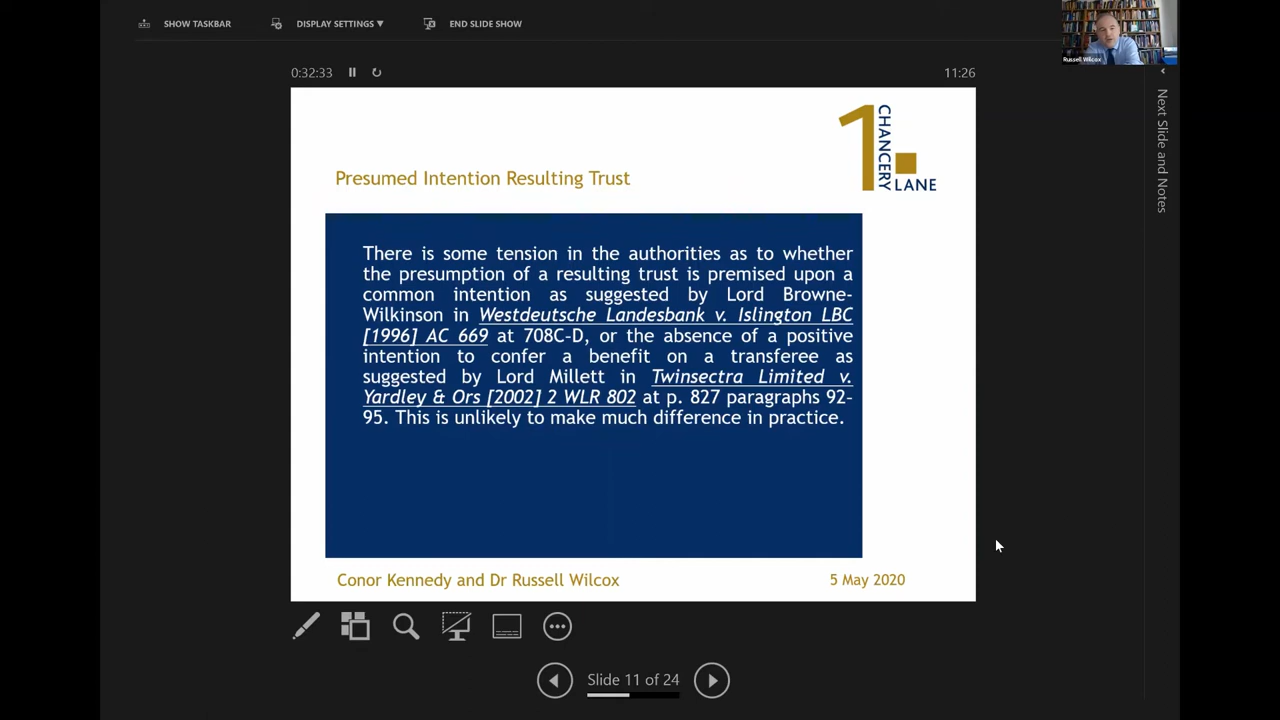 SHOW TASKBAR
DISPLAY SETTINGS ▼
END SLIDE SHOW
Russell Wilcox
0:32:33
11:26
Next Slide and Notes
1 CHANCERY LANE
Presumed Intention Resulting Trust
There is some tension in the authorities as to whether
the presumption of a resulting trust is premised upon a
common intention as suggested by Lord Browne-
Wilkinson in Westdeutsche Landesbank v. Islington LBC
[1996] AC 669 at 708C-D, or the absence of a positive
intention to confer a benefit on a transferee as
suggested by Lord Millett in Twinsectra Limited v.
Yardley & Ors [2002] 2 WLR 802 at p. 827 paragraphs 92-
95. This is unlikely to make much difference in practice.
Conor Kennedy and Dr Russell Wilcox
5 May 2020
Slide 11 of 24